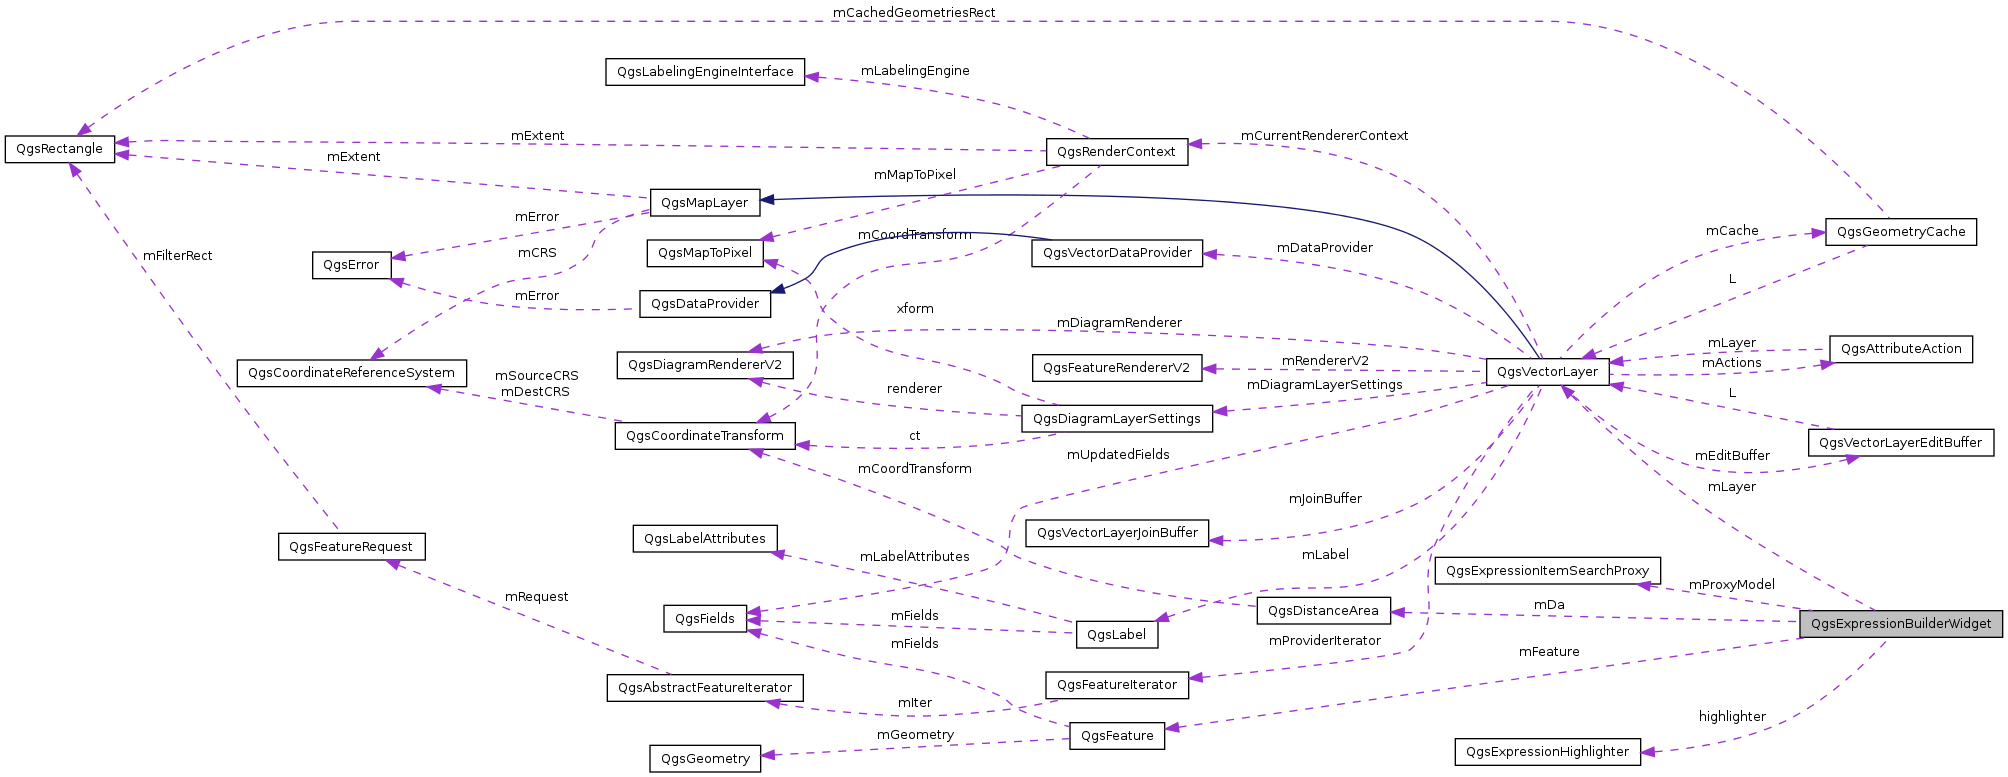 mCachedGeometriesRect
QgsLabelingEngineInterface
mLabelingEngine
QgsRectangle
mExtent
mExtent
QgsRenderContext
mCurrentRendererContext
mMapToPixel
QgsMapLayer
mError
mCRS
mFilterRect
QgsError
mError
QgsMapToPixel
mCoordTransform
QgsVectorDataProvider
mDataProvider
mCache
QgsGeometryCache
L
QgsDataProvider
xform
mDiagramRenderer
QgsDiagramRendererV2
QgsFeatureRendererV2
mRendererV2
QgsVectorLayer
mLayer
mActions
QgsAttributeAction
QgsCoordinateReferenceSystem
mSourceCRS
mDestCRS
renderer
QgsDiagramLayerSettings
mDiagramLayerSettings
L
QgsCoordinateTransform
ct
mUpdatedFields
mEditBuffer
QgsVectorLayerEditBuffer
mCoordTransform
mLayer
mJoinBuffer
QgsFeatureRequest
QgsLabelAttributes
mLabelAttributes
QgsVectorLayerJoinBuffer
mLabel
QgsExpressionItemSearchProxy
mProxyModel
mRequest
QgsFields
mFields
mFields
QgsLabel
QgsDistanceArea
mDa
QgsExpressionBuilderWidget
mProviderIterator
mFeature
QgsAbstractFeatureIterator
mIter
QgsFeatureIterator
QgsGeometry
mGeometry
QgsFeature
highlighter
QgsExpressionHighlighter